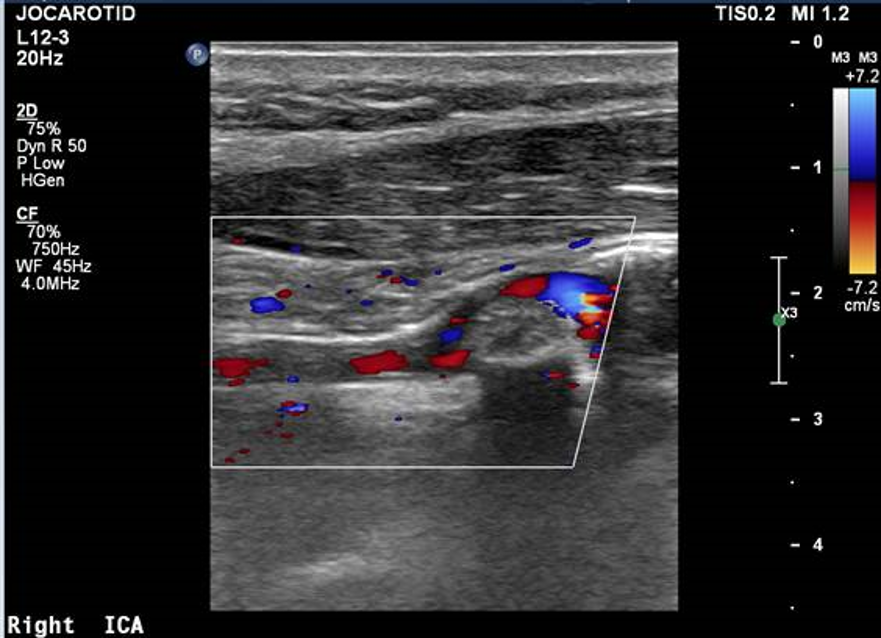 JOCAROTID
TIS0.2 MI 1.2
L12-3
20Hz
P
2D
75%
Dyn R 50
P Low
HGen
CF
70%
750Hz
WF 45Hz
4.0MHz
0
1
2
3
4
M3 M3
+7.2
-7.2
cm/s
X3
Right ICA